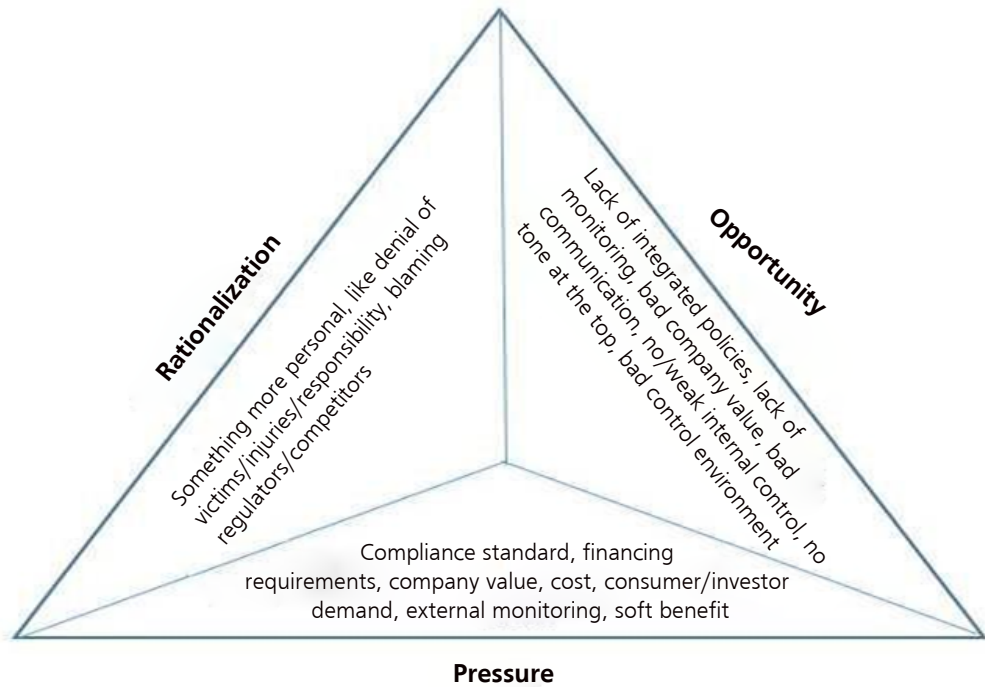 Rationalization
Something more personal, like denial of
victims/injuries/responsibility, blaming
regulators/competitors
Opportunity
Lack of integrated policies, lack of
monitoring, bad company value, bad
communication, no/weak internal control, no
tone at the top, bad control environment
Compliance standard, financing
requirements, company value, cost, consumer/investor
demand, external monitoring, soft benefit
Pressure